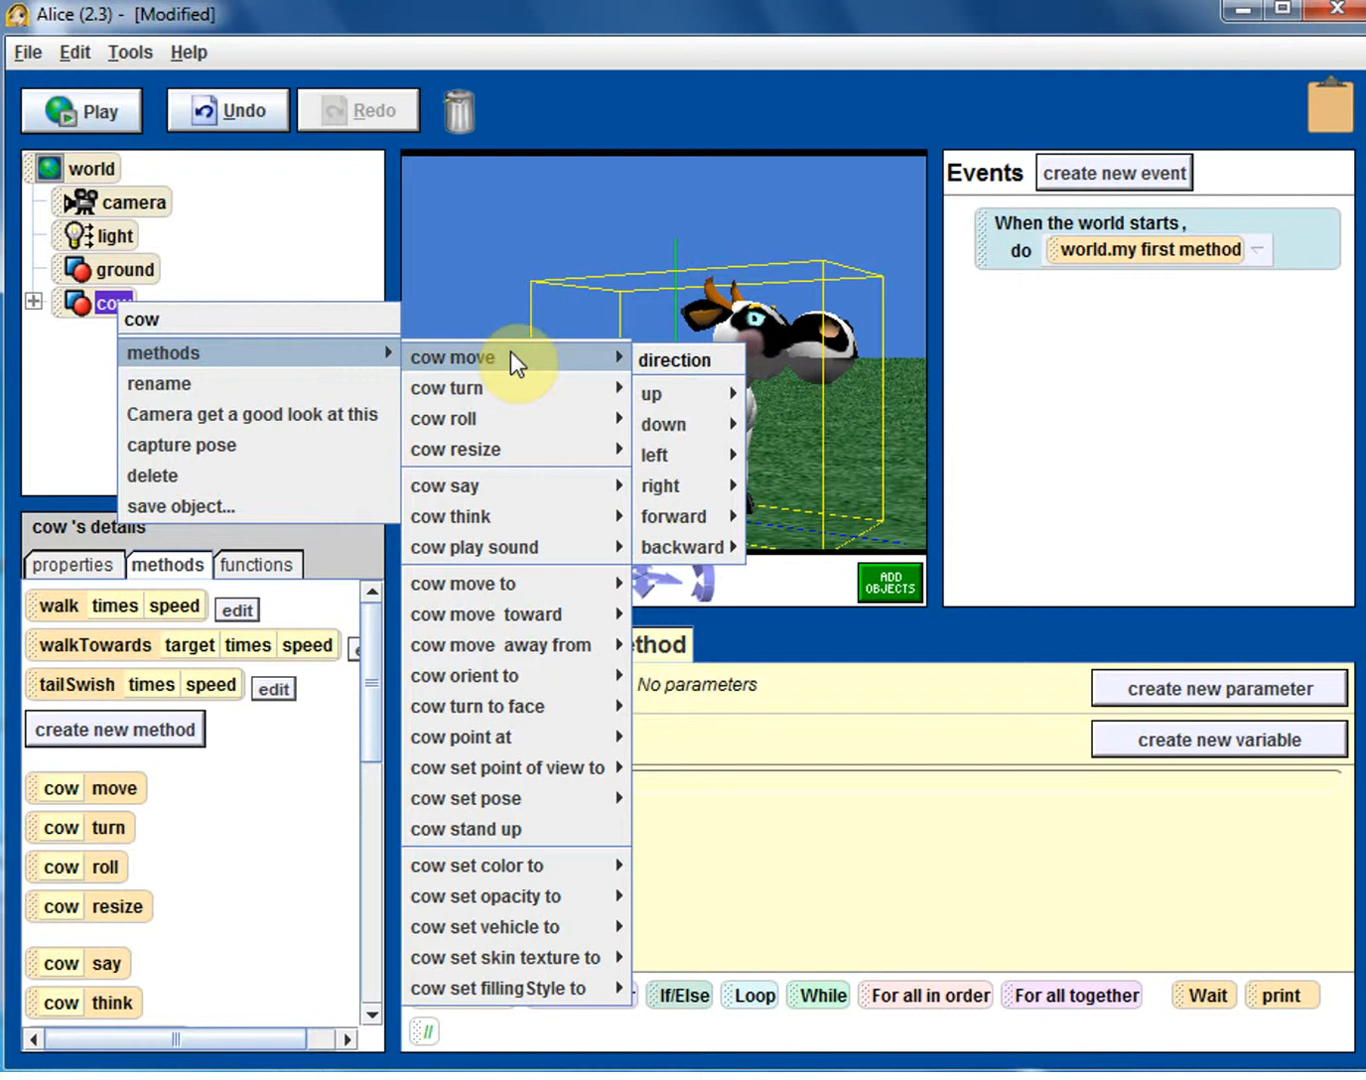 Alice (2.3) - [Modified]
File Edit Tools Help
Play Undo Redo
world
camera
light
ground
cow
cow
methods
rename
Camera get a good look at this
capture pose
delete
save object...
cow move
cow turn
cow roll
cow resize
cow say
cow think
cow play sound
cow move to
cow move away from
cow move toward
cow orient to
cow turn to face
cow point at
cow set point of view to
cow set pose
cow stand up
cow set color to
cow set opacity to
cow set vehicle to
cow set skin texture to
cow set fillingStyle to
direction
up
down
left
right
forward
backward
ADD
OBJECTS
Events create new event
When the world starts,
do world.my first method
cow 's details
properties methods functions
walk times speed edit
walkTowards target times speed
tailSwish times speed edit
create new method
cow move
cow turn
cow roll
cow resize
cow say
cow think
No parameters
create new parameter
create new variable
If/Else Loop While For all in order For all together Wait print
//